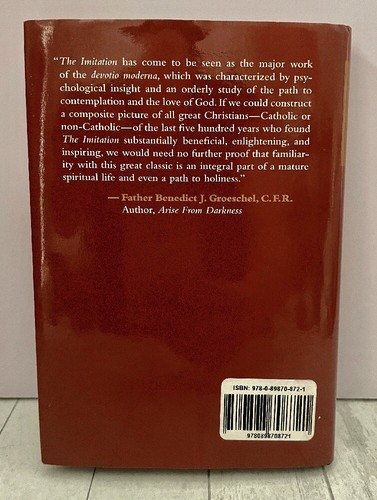 “The Imitation has come to be seen as the major work
of the devotio moderna, which was characterized by psy-
chological insight and an orderly study of the path to
contemplation and the love of God. If we could construct
a composite picture of all great Christians—Catholic or
non-Catholic—of the last five hundred years who found
The Imitation substantially beneficial, enlightening, and
inspiring, we would need no further proof that familiar-
ity with this great classic is an integral part of a mature
spiritual life and even a path to holiness.”
— Father Benedict J. Groeschel, C.F.R.
Author, Arise From Darkness
ISBN: 978-0-89870-872-1
9780898708721